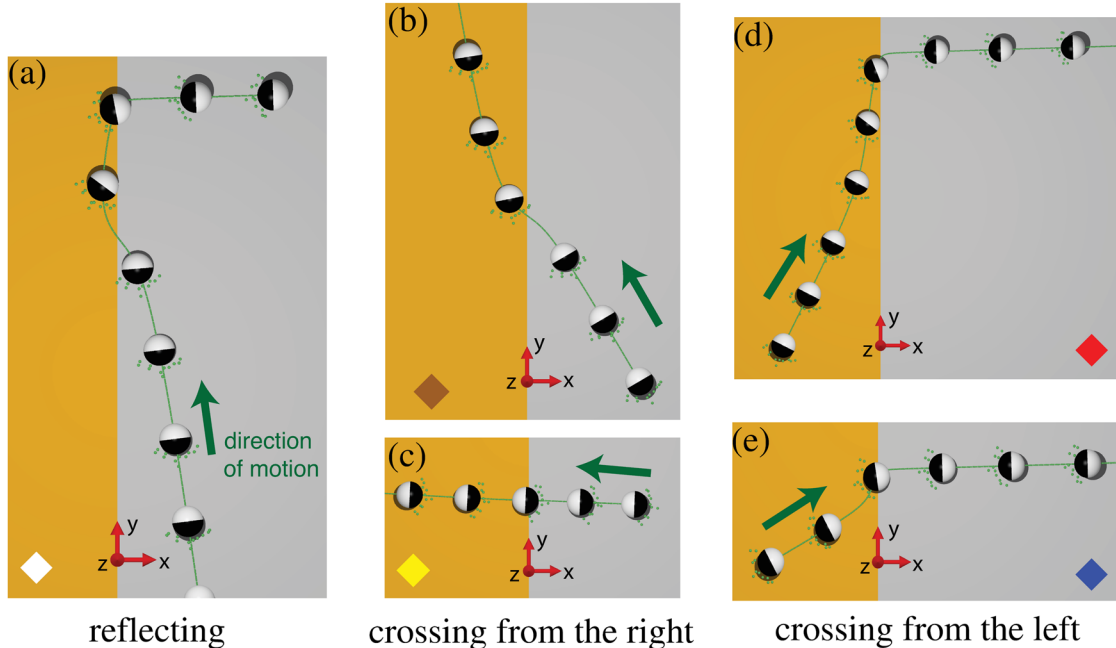 (a)
direction
of motion
y
z
x
reflecting
(b)
y
z
x
(c)
y
z
x
crossing from the right
(d)
y
z
x
(e)
y
z
x
crossing from the left